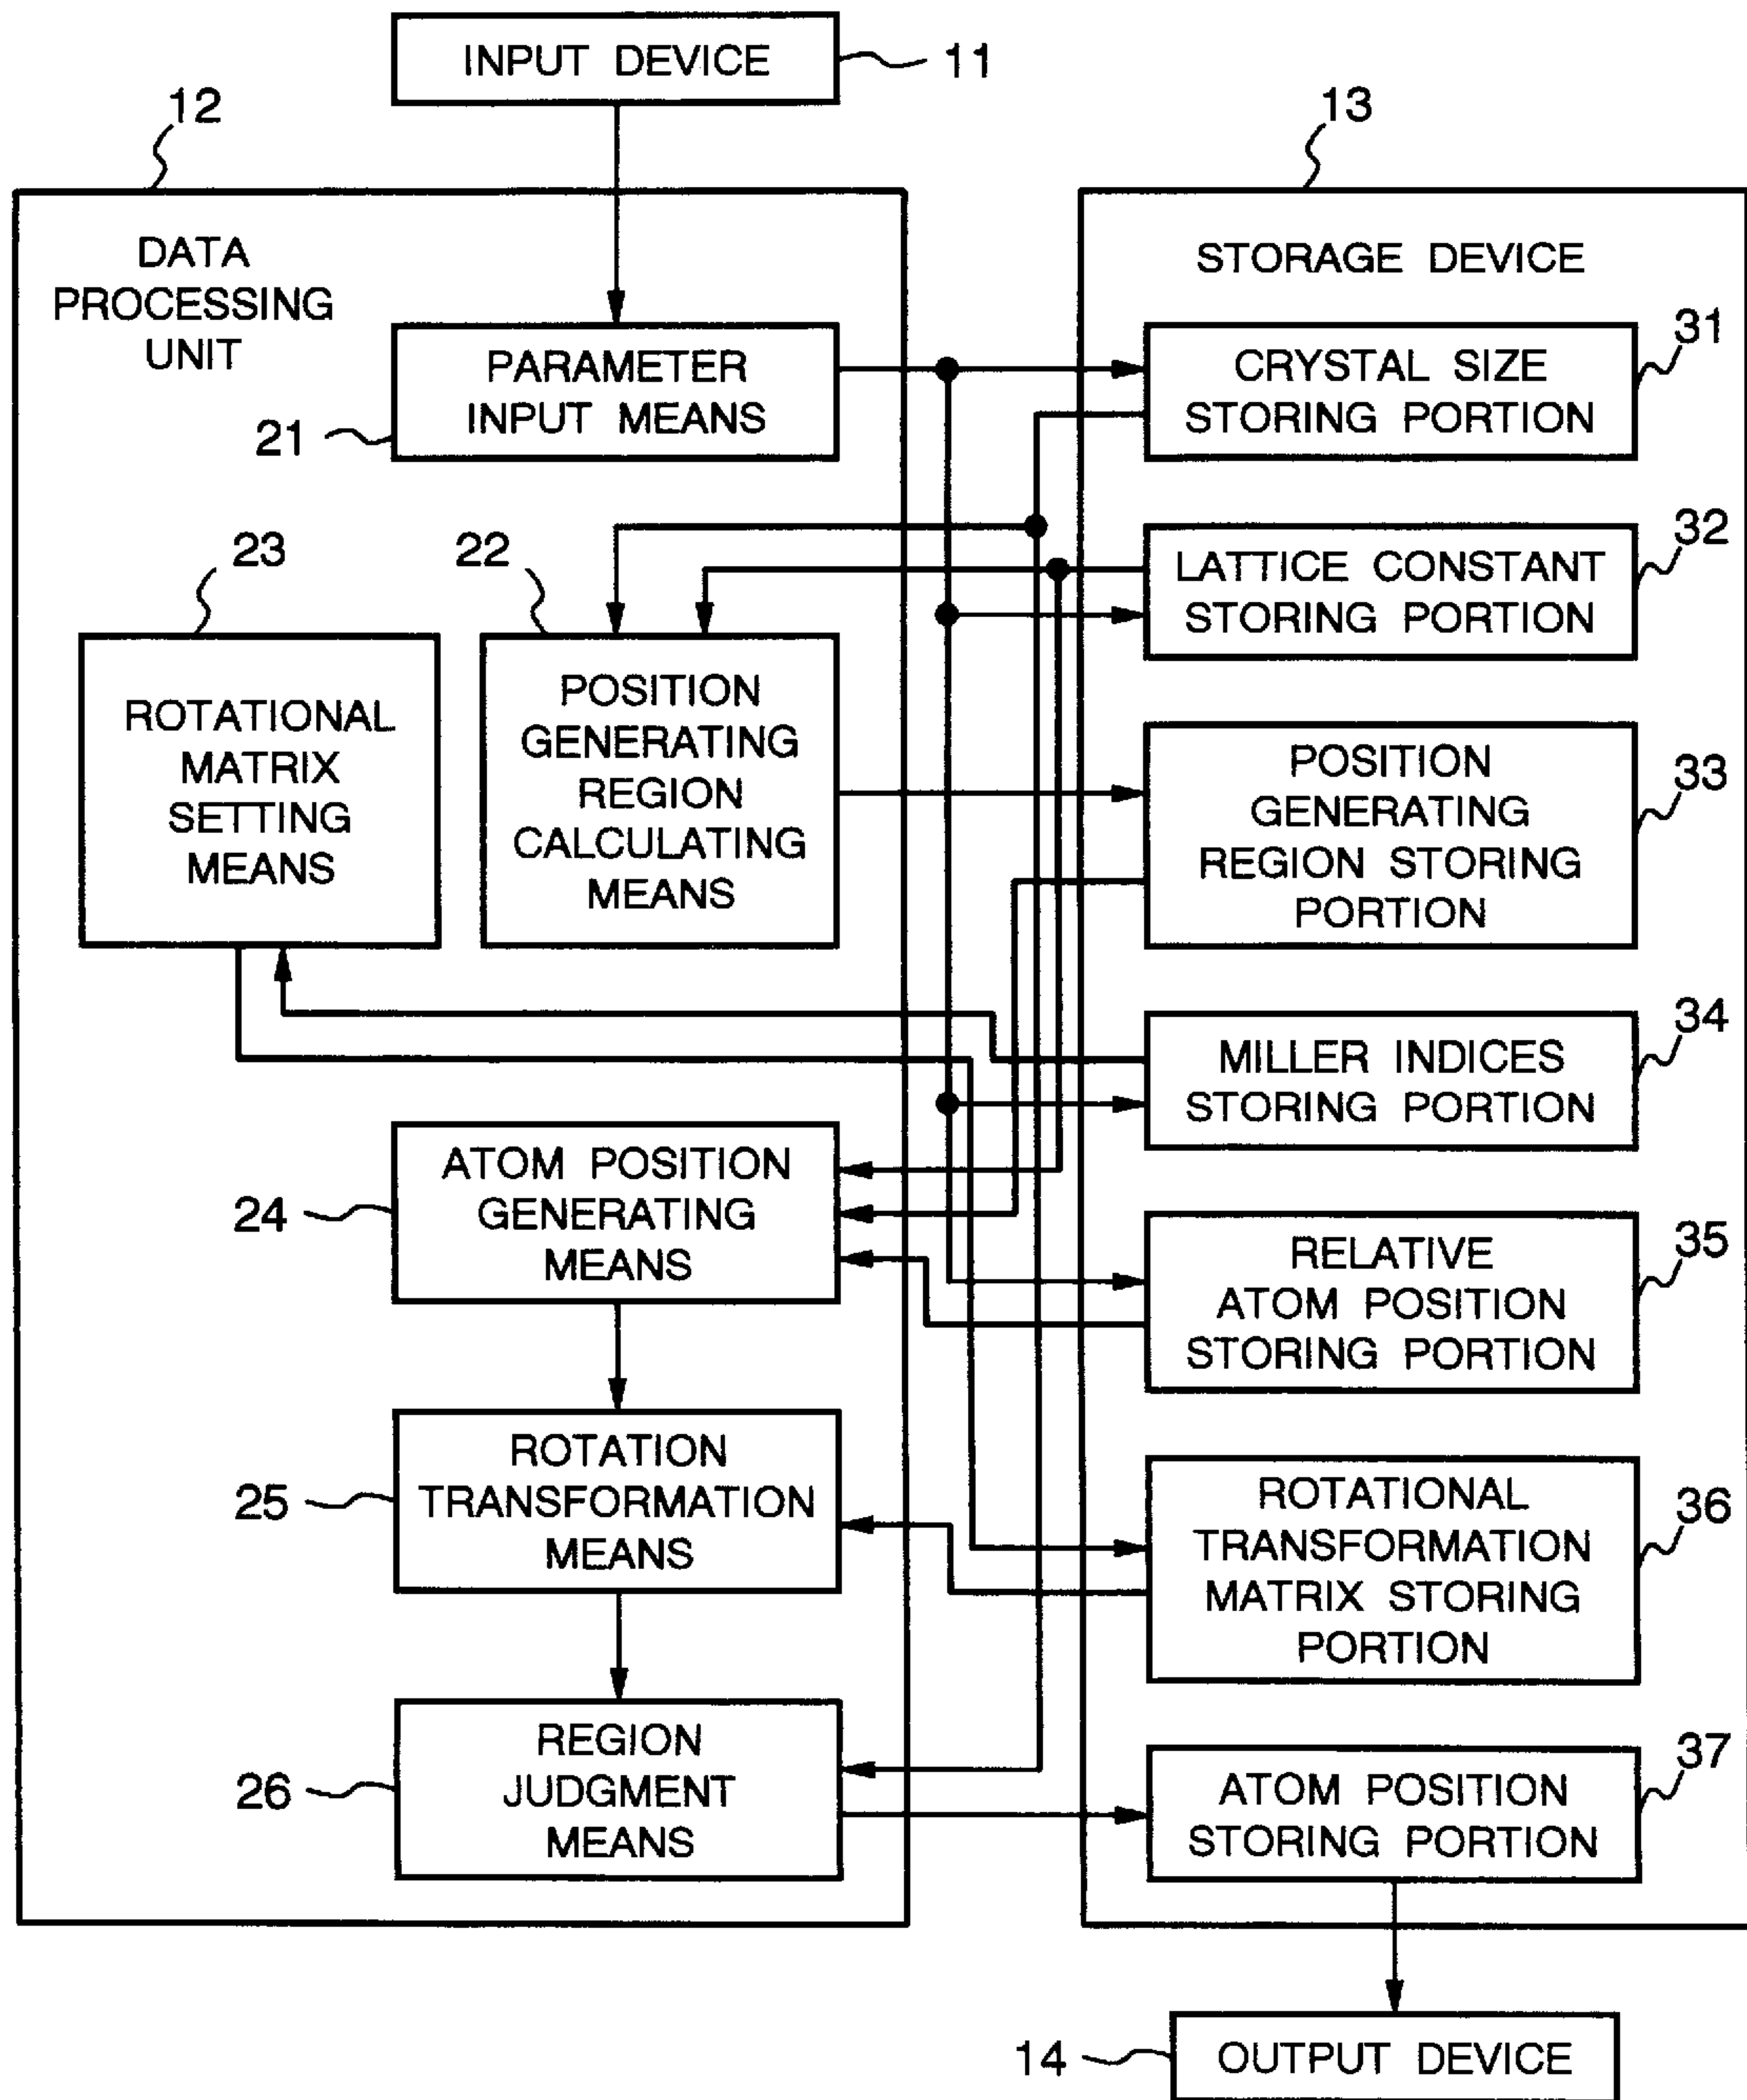 INPUT DEVICE
11
12
13
DATA
PROCESSING
UNIT
STORAGE DEVICE
PARAMETER
INPUT MEANS
21
CRYSTAL SIZE
STORING PORTION
31
23
22
LATTICE CONSTANT
STORING PORTION
32
ROTATIONAL
MATRIX
SETTING
MEANS
POSITION
GENERATING
REGION
CALCULATING
MEANS
POSITION
GENERATING
REGION STORING
PORTION
33
MILLER INDICES
STORING PORTION
34
ATOM POSITION
GENERATING
MEANS
24
RELATIVE
ATOM POSITION
STORING PORTION
35
ROTATION
TRANSFORMATION
MEANS
25
ROTATIONAL
TRANSFORMATION
MATRIX STORING
PORTION
36
REGION
JUDGMENT
MEANS
26
ATOM POSITION
STORING PORTION
37
14
OUTPUT DEVICE